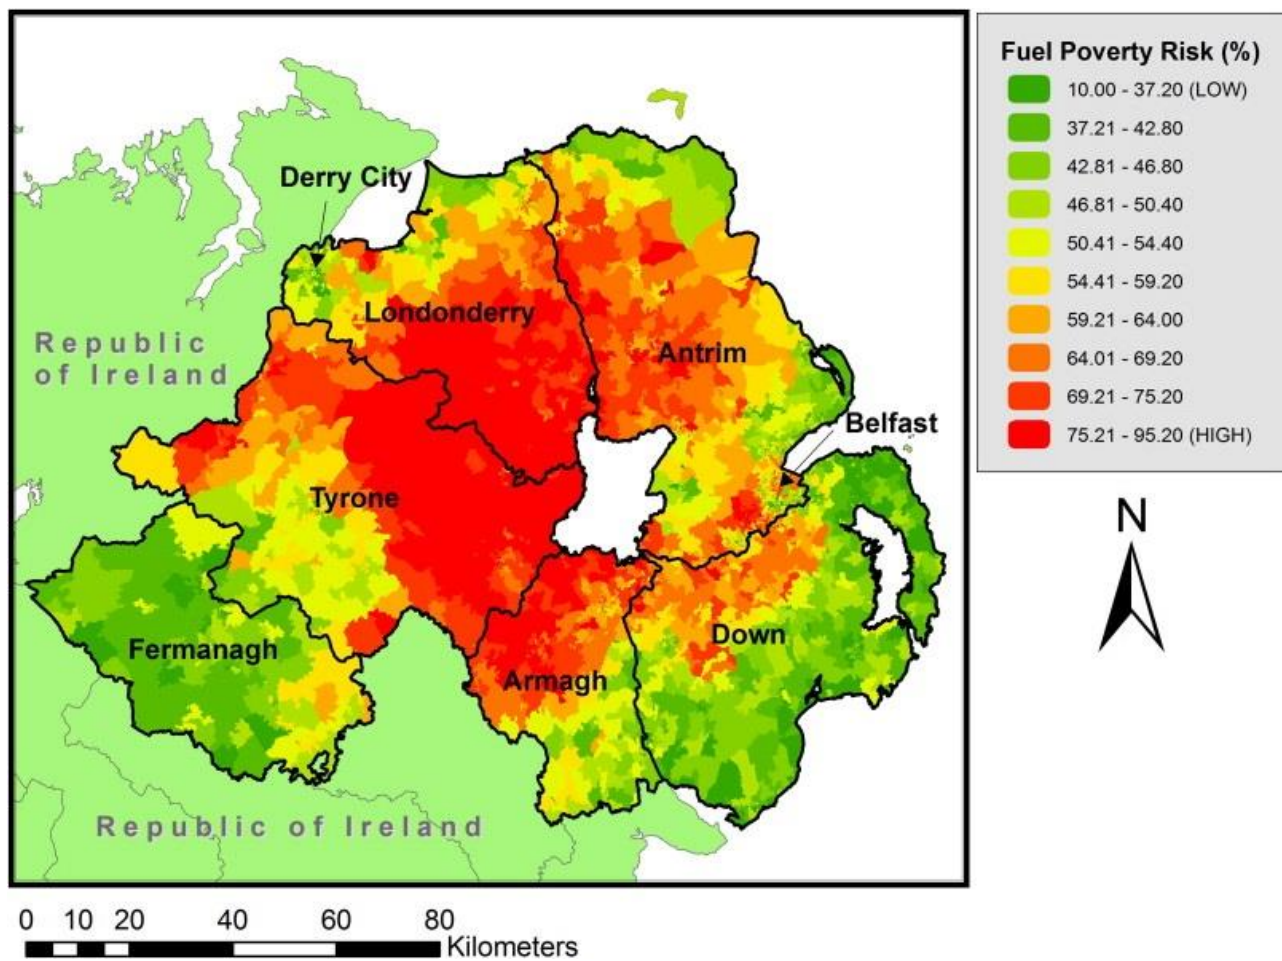 Derry City
Londonderry
Republic
of Ireland
Antrim
Belfast
Tyrone
Fermanagh
Down
Armagh
Republic of Ireland
Fuel Poverty Risk (%)
10.00 - 37.20 (LOW)
37.21 - 42.80
42.81 - 46.80
46.81 - 50.40
50.41 - 54.40
54.41 - 59.20
59.21 - 64.00
64.01 - 69.20
69.21 - 75.20
75.21 - 95.20 (HIGH)
N
0 10 20 40 60 80
Kilometers